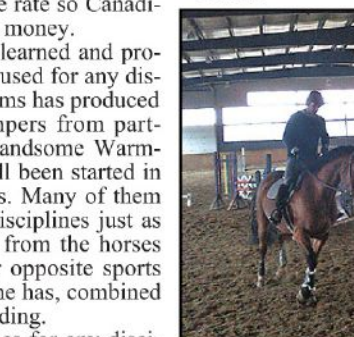 e rate so Canadi-
money.
learned and pro-
used for any dis-
ms has produced
mpers from part-
andsome Warm-
ll been started in
s. Many of them
isciplines just as
from the horses
r opposite sports
he has, combined
ding.